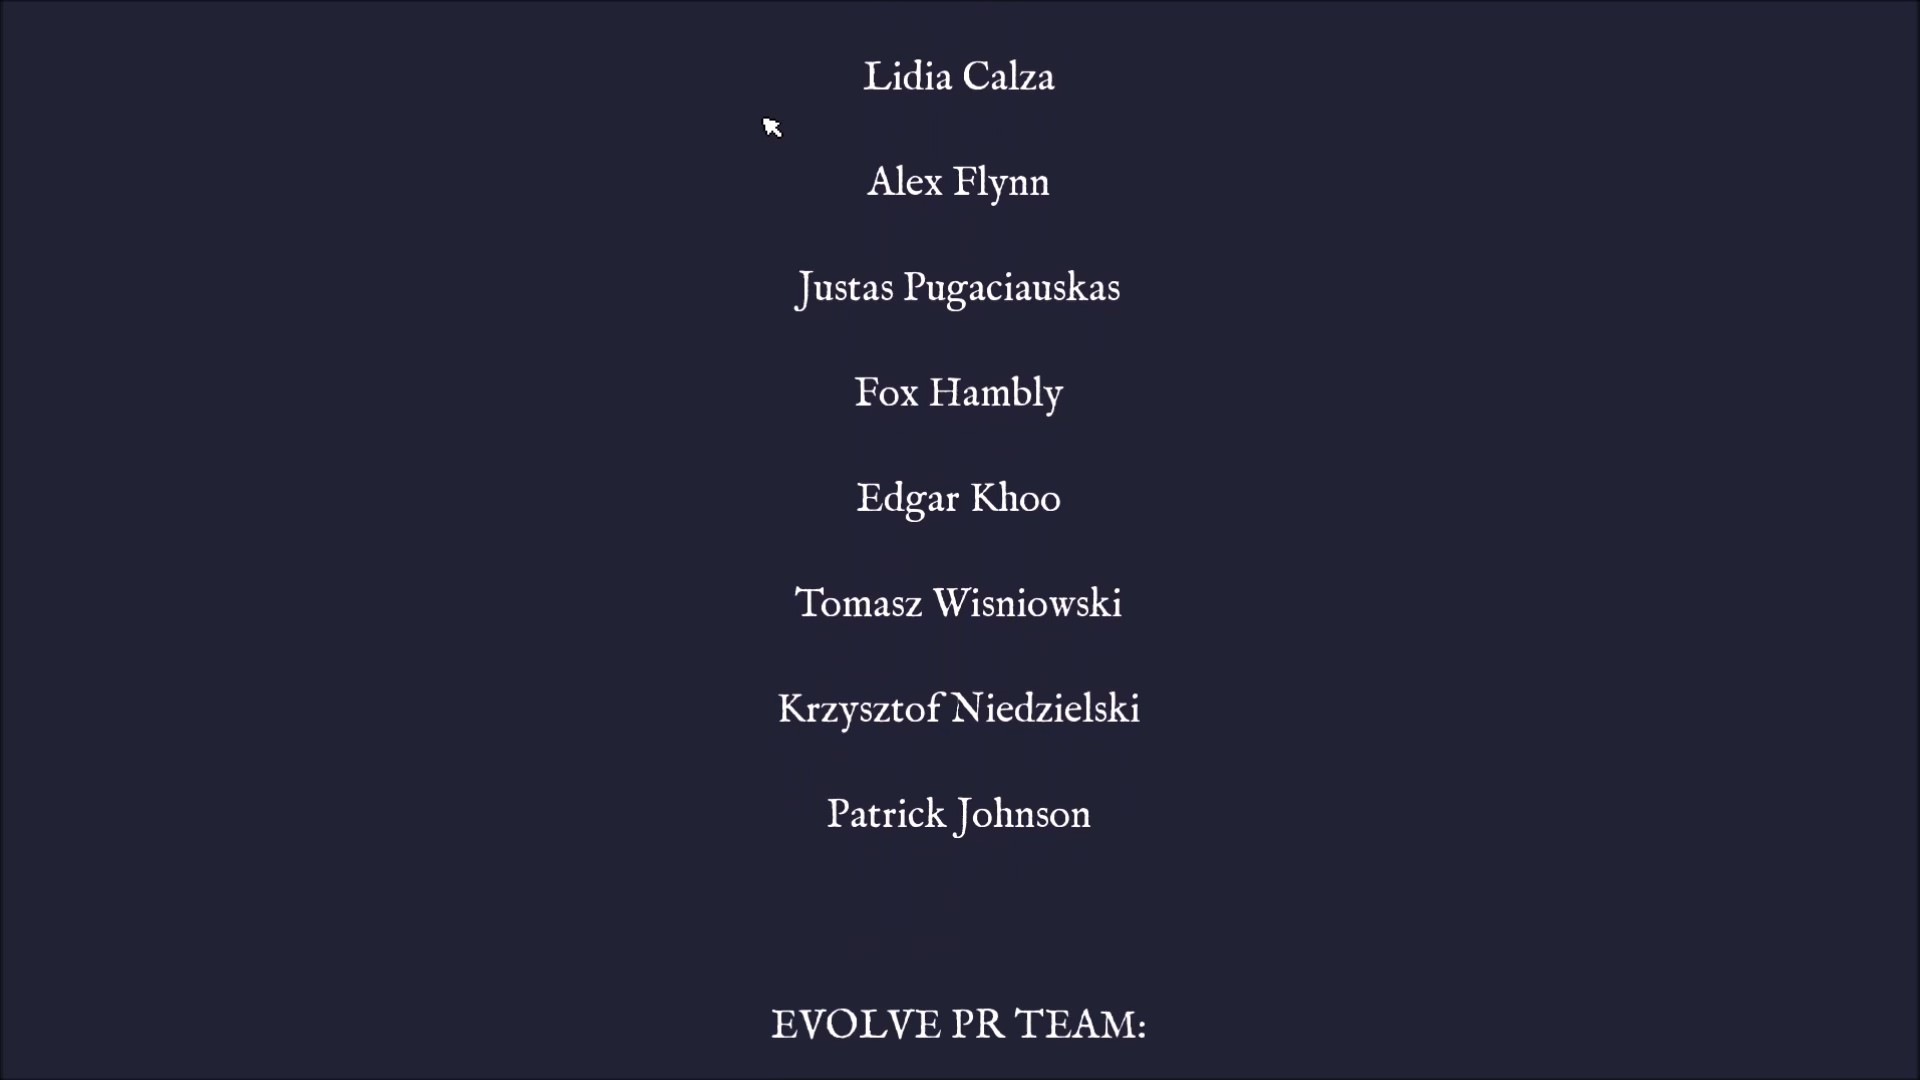 Lidia Calza
Alex Flynn
Justas Pugaciauskas
Fox Hambly
Edgar Khoo
Tomasz Wisniowski
Krzysztof Niedzielski
Patrick Johnson
EVOLVE PR TEAM: